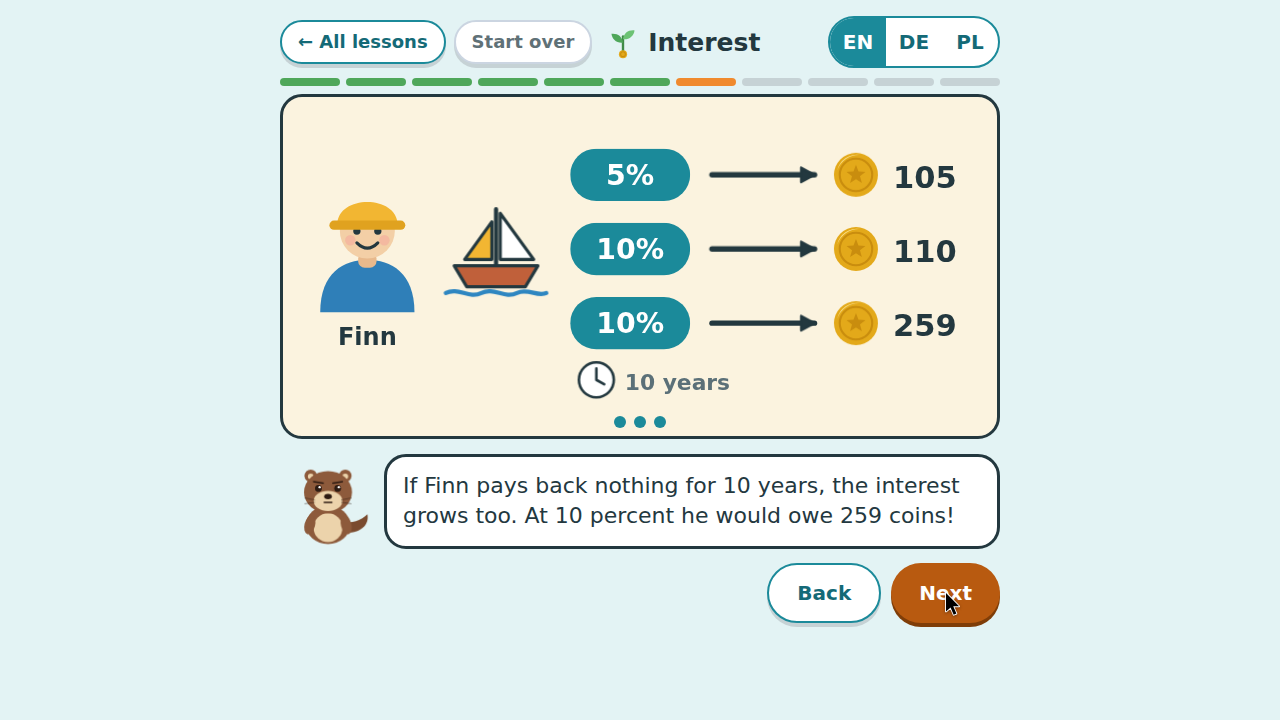 ← All lessons
Start over
Interest
EN
DE
PL
5%
105
10%
110
10%
259
10 years
Finn
If Finn pays back nothing for 10 years, the interest
grows too. At 10 percent he would owe 259 coins!
Back
Next